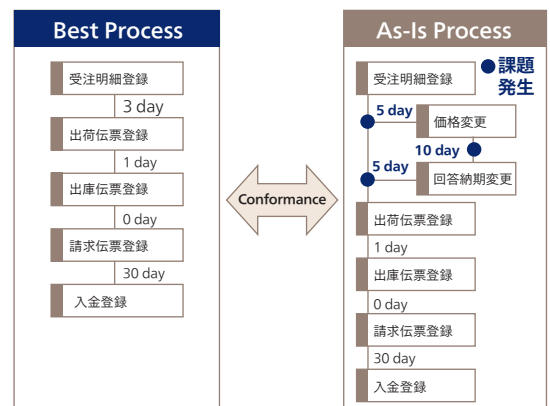 Best Process
受注明細登録
3 day
出荷伝票登録
1 day
出庫伝票登録
0 day
請求伝票登録
30 day
入金登録
Conformance
As-Is Process
受注明細登録
課題
発生
5 day
価格変更
10 day
5 day
回答納期変更
出荷伝票登録
1 day
出庫伝票登録
0 day
請求伝票登録
30 day
入金登録